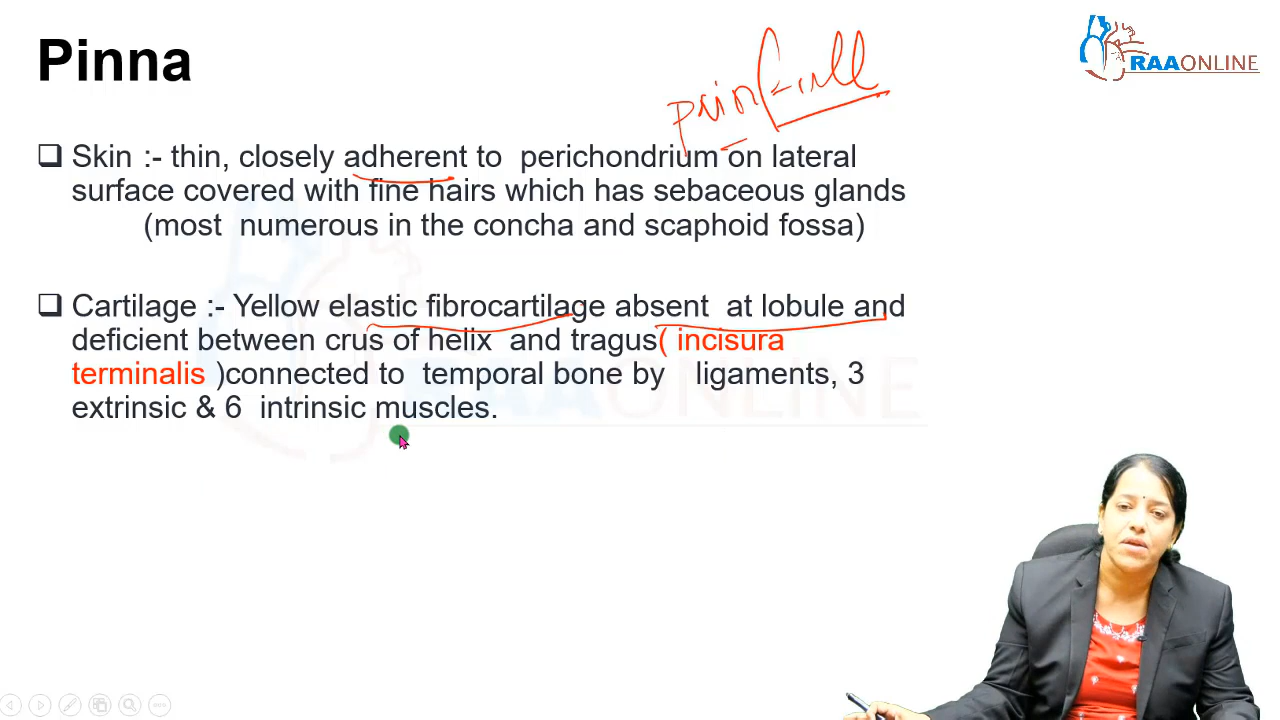 Pinna
painful
RAAONLINE
❑ Skin :- thin, closely adherent to perichondrium on lateral
surface covered with fine hairs which has sebaceous glands
(most numerous in the concha and scaphoid fossa)
❑ Cartilage :- Yellow elastic fibrocartilage absent at lobule and
deficient between crus of helix and tragus( incisura
terminalis )connected to temporal bone by ligaments, 3
extrinsic & 6 intrinsic muscles.
RAAONLINE